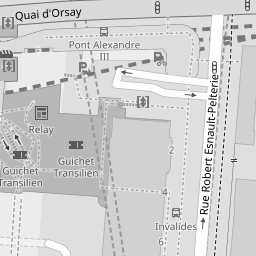 Quai d'Orsay
Pont Alexandre
III
P
Relay
Guichet
Transilien
Guichet
Transilien
2
4
6
Invalides
Rue Robert Esnault-Pelterie